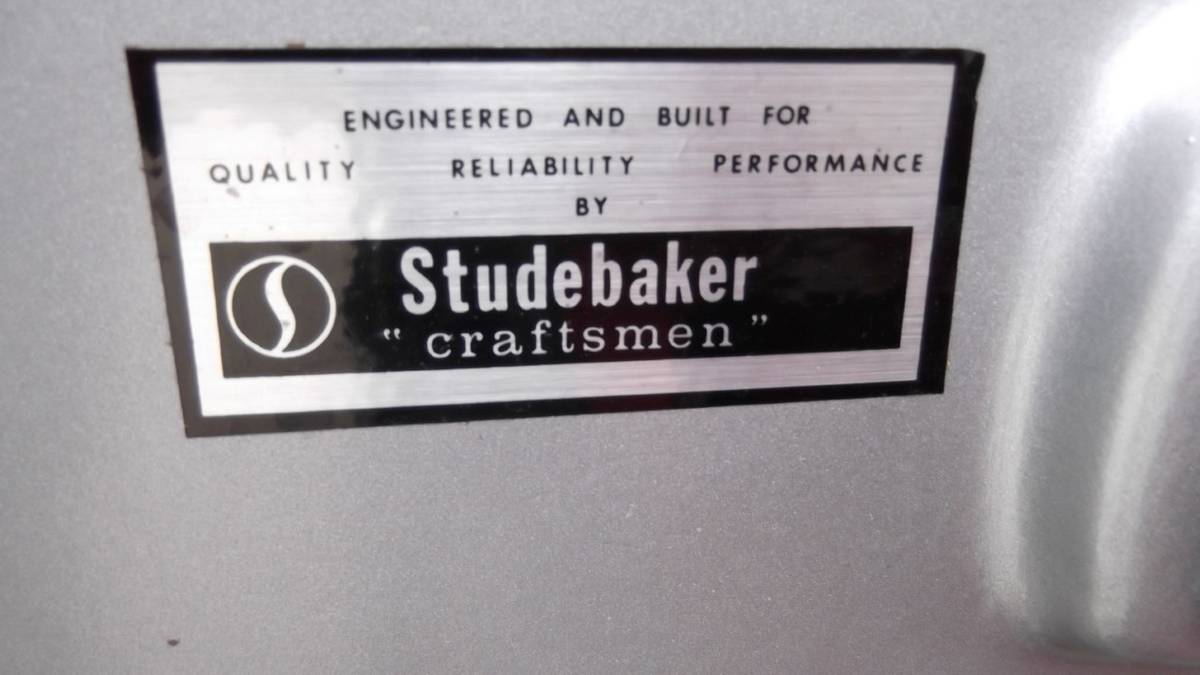 ENGINEERED AND BUILT FOR
QUALITY RELIABILITY PERFORMANCE
BY
Studebaker
“ craftsmen ”